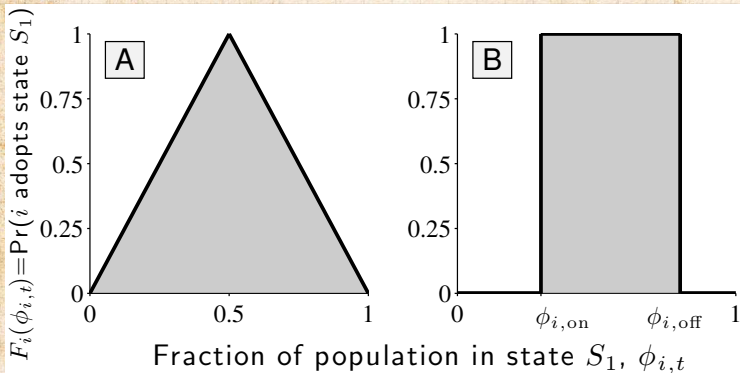 F_i(ϕ_{i,t})=Pr(i adopts state S_1)
A
1
0.75
0.5
0.25
0
0 0.5 1
B
1
0.75
0.5
0.25
0
0 ϕ_{i,on} ϕ_{i,off} 1
Fraction of population in state S_1, ϕ_{i,t}